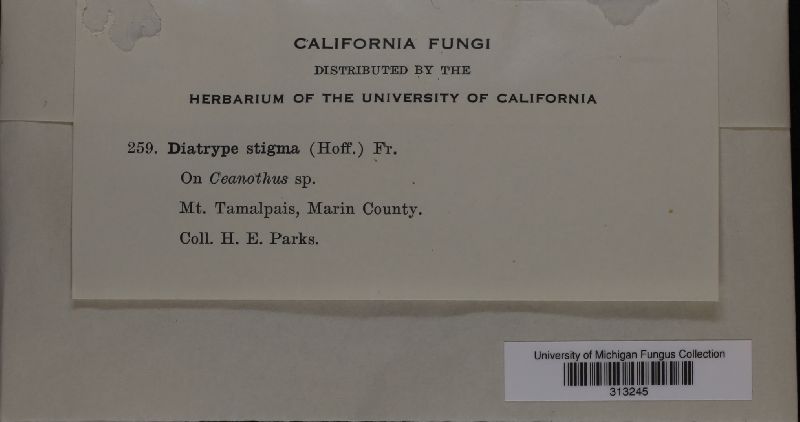 CALIFORNIA FUNGI
DISTRIBUTED BY THE
HERBARIUM OF THE UNIVERSITY OF CALIFORNIA
259. Diatrype stigma (Hoff.) Fr.
On Ceanothus sp.
Mt. Tamalpais, Marin County.
Coll. H. E. Parks.
University of Michigan Fungus Collection
313245